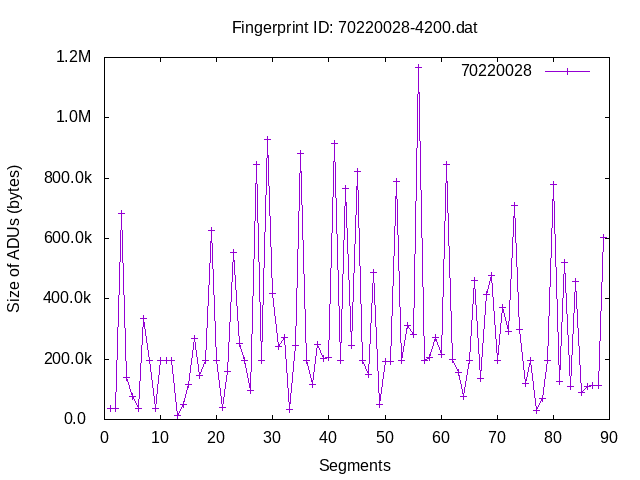 Fingerprint ID: 70220028-4200.dat
1.2M
70220028
1.0M
800.0k
600.0k
400.0k
200.0k
0.0
Size of ADUs (bytes)
0 10 20 30 40 50 60 70 80 90
Segments